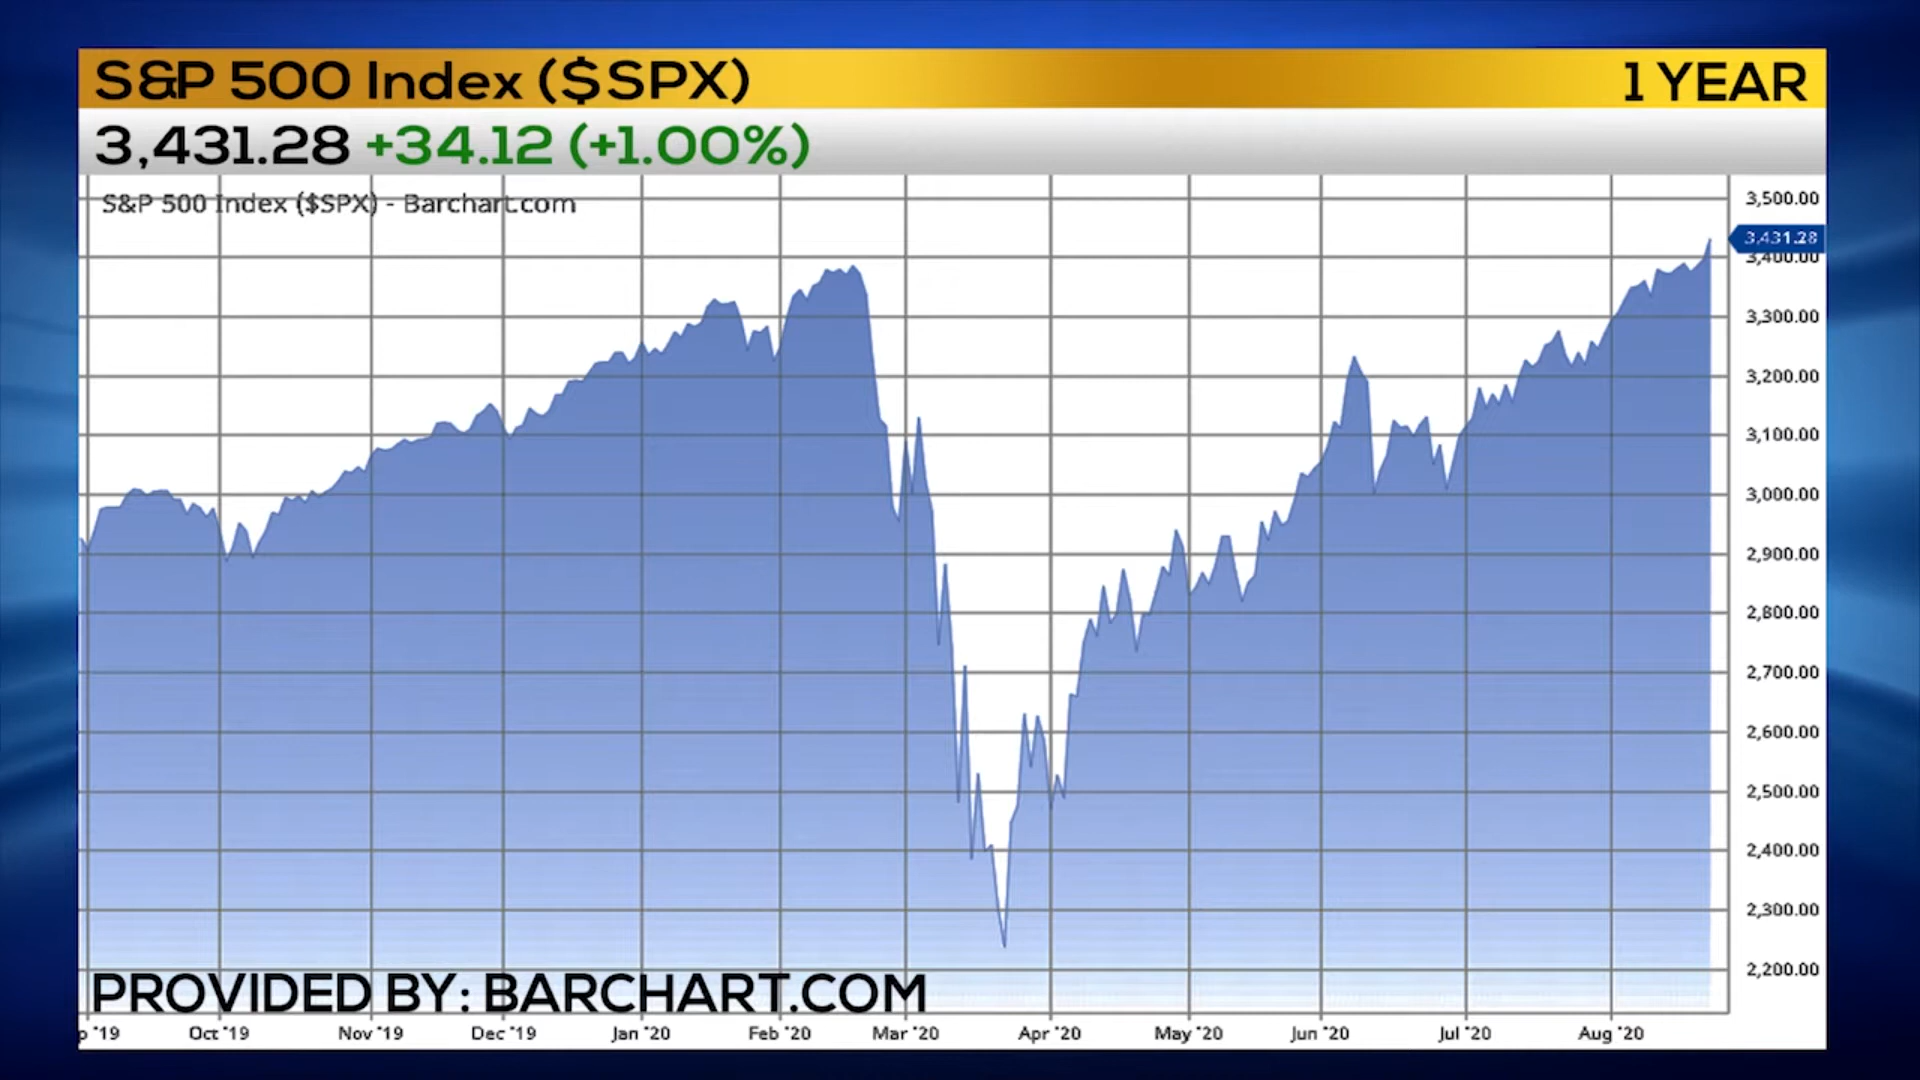 S&P 500 Index ($SPX)
1 YEAR
3,431.28 +34.12 (+1.00%)
S&P 500 Index ($SPX) - Barchart.com
3,500.00
3,431.28
3,400.00
3,300.00
3,200.00
3,100.00
3,000.00
2,900.00
2,800.00
2,700.00
2,600.00
2,500.00
2,400.00
2,300.00
2,200.00
PROVIDED BY: BARCHART.COM
p '19 Oct '19 Nov '19 Dec '19 Jan '20 Feb '20 Mar '20 Apr '20 May '20 Jun '20 Jul '20 Aug '20